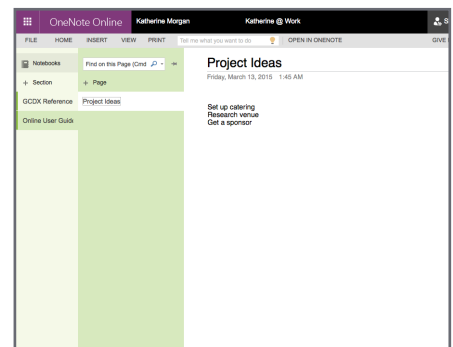 OneNote Online Katherine Morgan Katherine @ Work S
FILE HOME INSERT VIEW PRINT Tell me what you want to do OPEN IN ONENOTE GIVE
Notebooks
+ Section
GCDX Reference
Online User Guid
Find on this Page (Cmd
+ Page
Project Ideas
Project Ideas
Friday, March 13, 2015 1:45 AM
Set up catering
Research venue
Get a sponsor